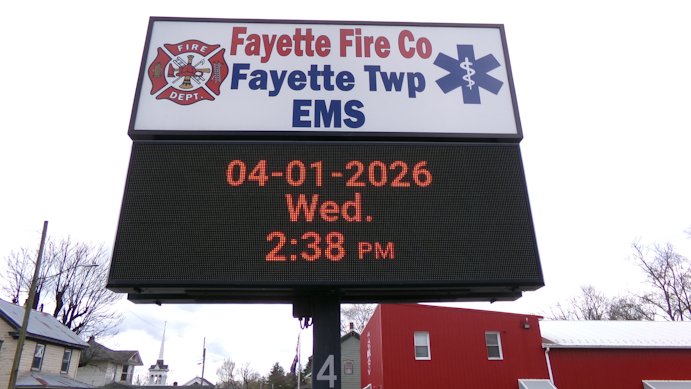 FIRE
DEPT.
Fayette Fire Co
Fayette Twp
EMS
04-01-2026
Wed.
2:38 PM
4